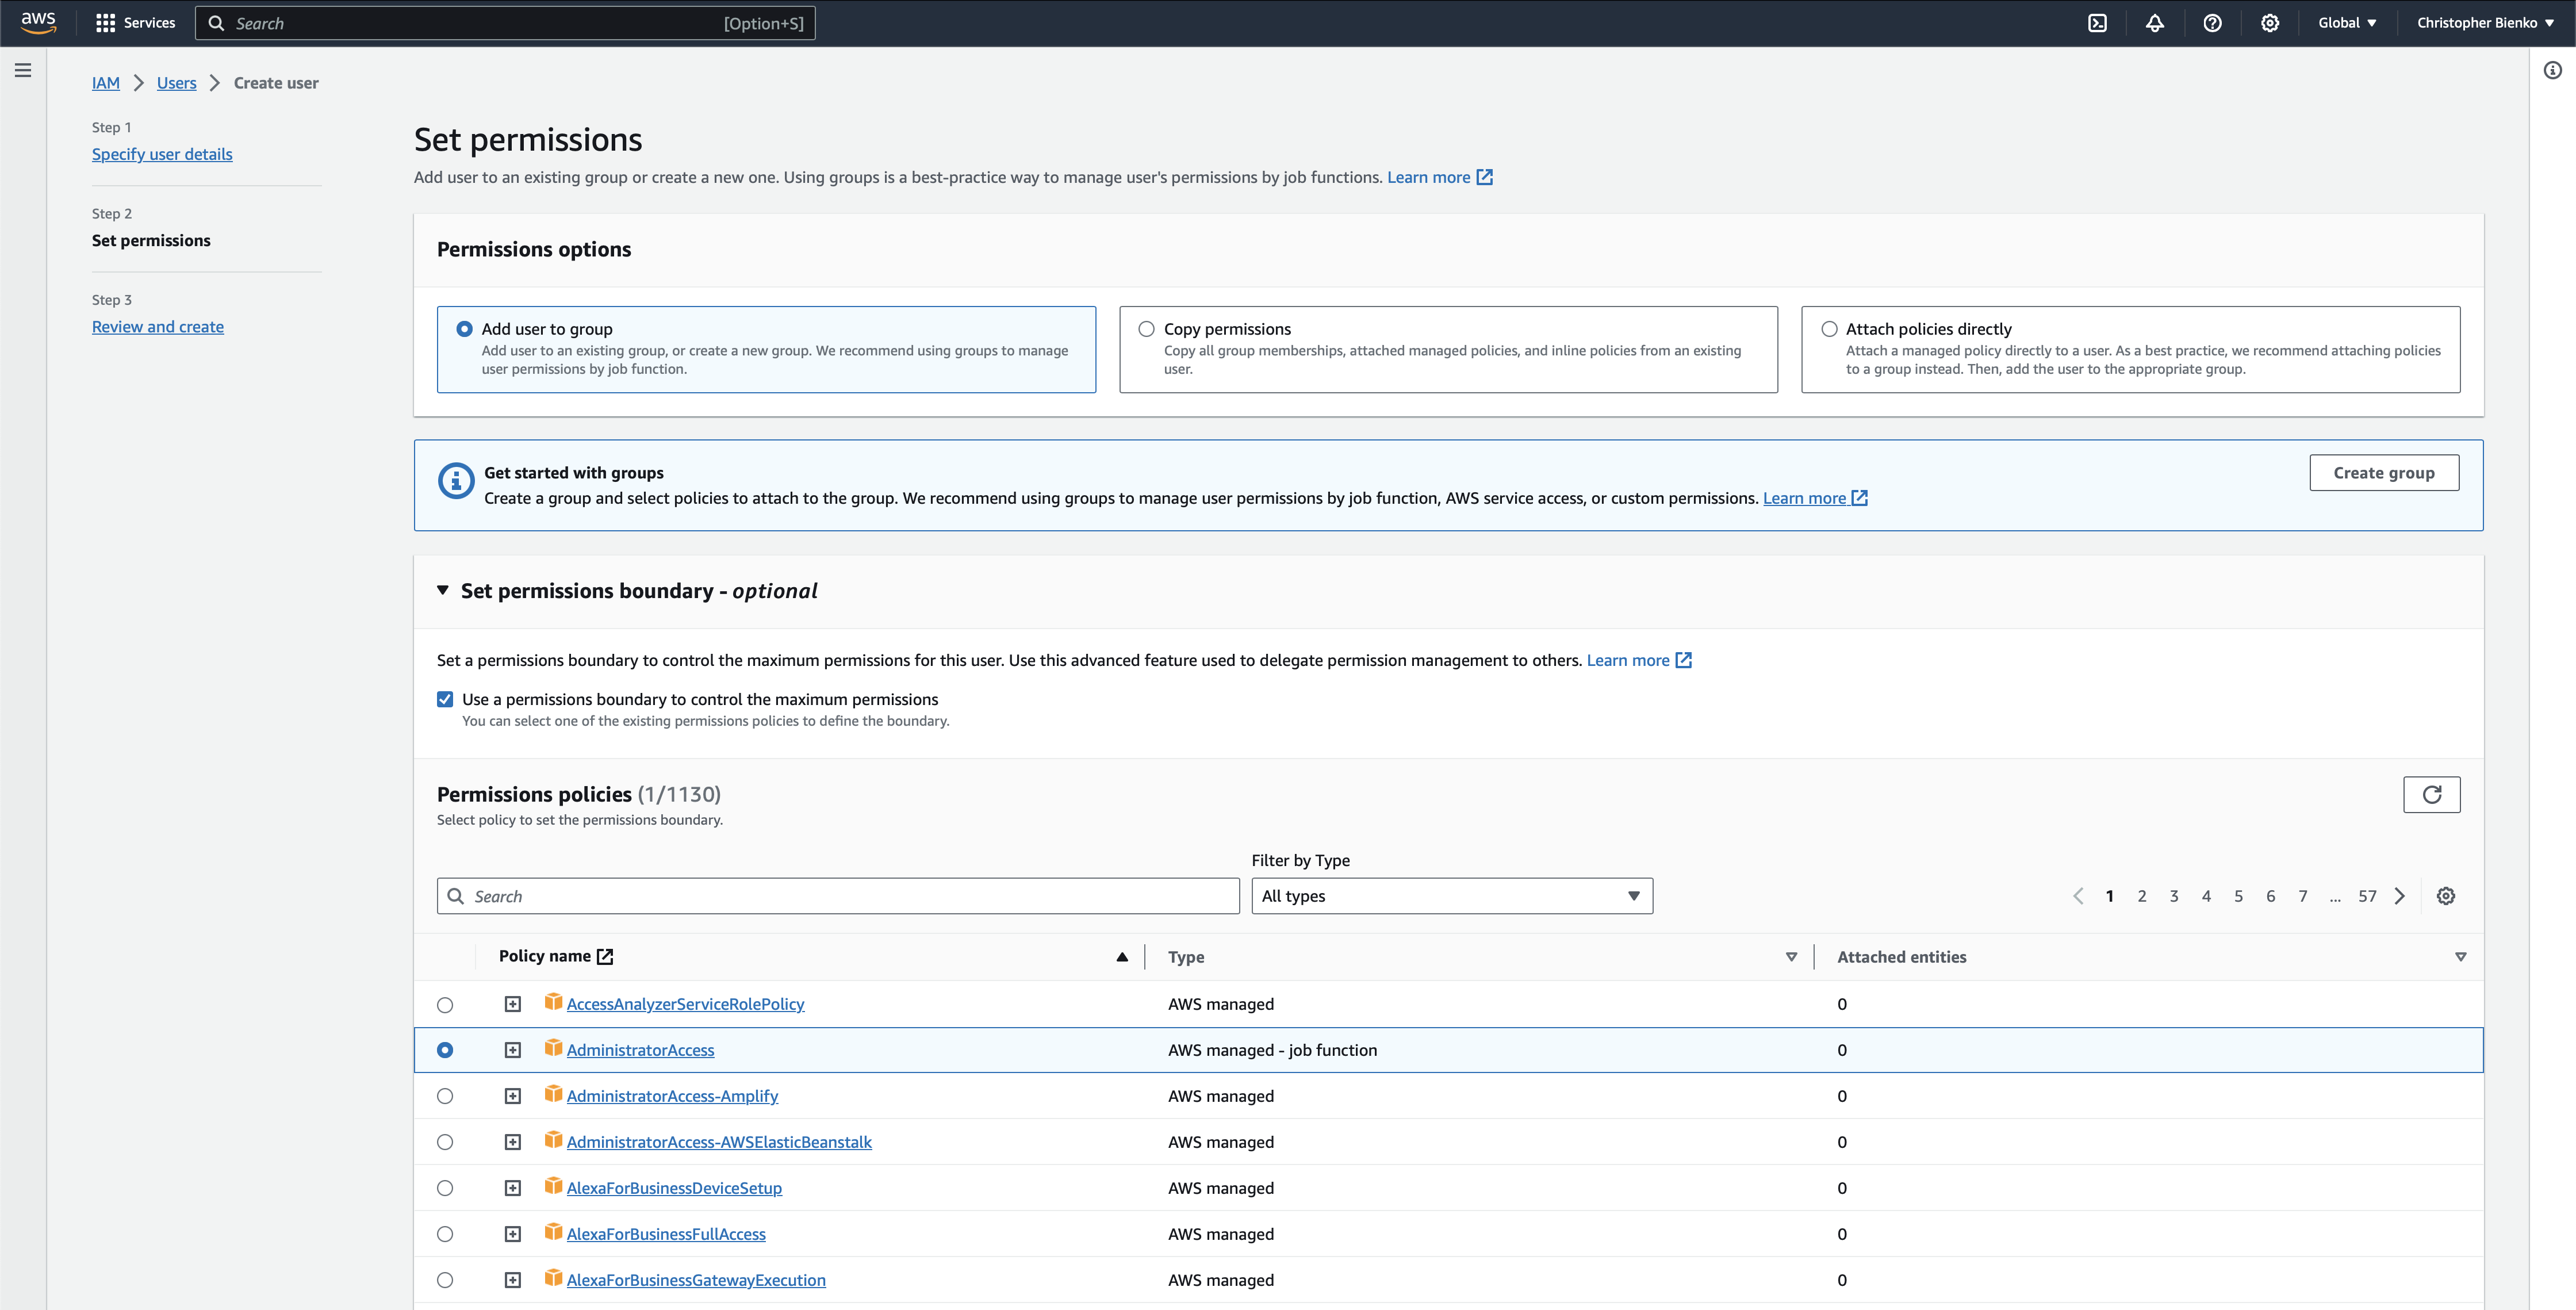 aws Services Search [Option+S] Global Christopher Bienko
IAM Users Create user
Step 1
Specify user details
Step 2
Set permissions
Step 3
Review and create
Set permissions
Add user to an existing group or create a new one. Using groups is a best-practice way to manage user's permissions by job functions. Learn more
Permissions options
Add user to group
Add user to an existing group, or create a new group. We recommend using groups to manage
user permissions by job function.
Copy permissions
Copy all group memberships, attached managed policies, and inline policies from an existing
user.
Attach policies directly
Attach a managed policy directly to a user. As a best practice, we recommend attaching policies
to a group instead. Then, add the user to the appropriate group.
Get started with groups
Create a group and select policies to attach to the group. We recommend using groups to manage user permissions by job function, AWS service access, or custom permissions. Learn more
Create group
Set permissions boundary - optional
Set a permissions boundary to control the maximum permissions for this user. Use this advanced feature used to delegate permission management to others. Learn more
Use a permissions boundary to control the maximum permissions
You can select one of the existing permissions policies to define the boundary.
Permissions policies (1/1130)
Select policy to set the permissions boundary.
Filter by Type
Search All types 1 2 3 4 5 6 7 ... 57
Policy name Type Attached entities
AccessAnalyzerServiceRolePolicy AWS managed 0
AdministratorAccess AWS managed - job function 0
AdministratorAccess-Amplify AWS managed 0
AdministratorAccess-AWSElasticBeanstalk AWS managed 0
AlexaForBusinessDeviceSetup AWS managed 0
AlexaForBusinessFullAccess AWS managed 0
AlexaForBusinessGatewayExecution AWS managed 0